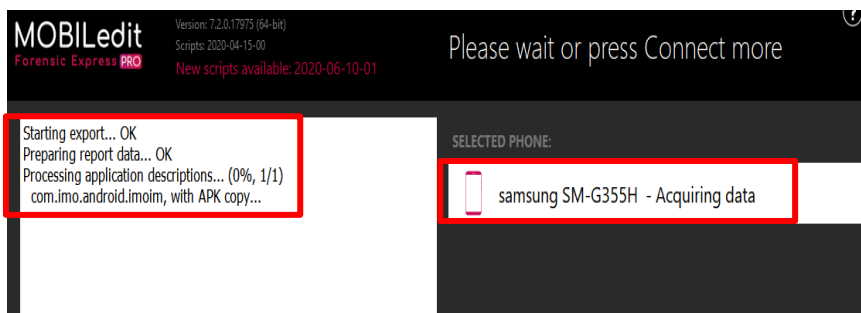 MOBILedit
Forensic Express PRO
Version: 7.2.0.17975 (64-bit)
Scripts: 2020-04-15-00
New scripts available: 2020-06-10-01
Please wait or press Connect more
?
Starting export... OK
Preparing report data... OK
Processing application descriptions... (0%, 1/1)
com.imo.android.imoim, with APK copy...
SELECTED PHONE:
samsung SM-G355H - Acquiring data